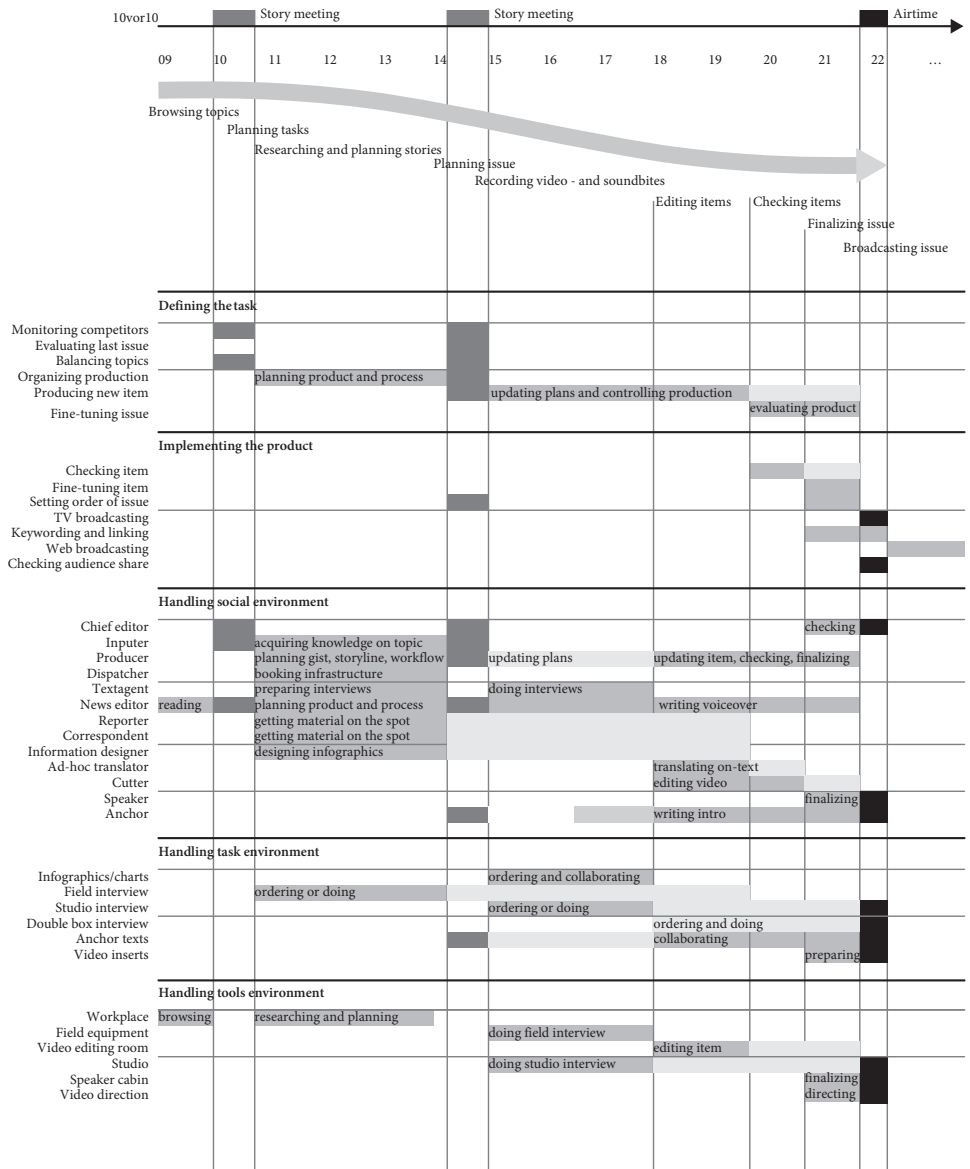 10vor10 Story meeting Story meeting Airtime
09 10 11 12 13 14 15 16 17 18 19 20 21 22 …
Browsing topics
Planning tasks
Researching and planning stories
Planning issue
Recording video - and soundbites
Editing items Checking items
Finalizing issue
Broadcasting issue
Defining the task
Monitoring competitors
Evaluating last issue
Balancing topics
Organizing production planning product and process
Producing new item updating plans and controlling production
Fine-tuning issue evaluating product
Implementing the product
Checking item
Fine-tuning item
Setting order of issue
TV broadcasting
Keywording and linking
Web broadcasting
Checking audience share
Handling social environment
Chief editor checking
Inputer acquiring knowledge on topic
Producer planning gist, storyline, workflow updating plans updating item, checking, finalizing
Dispatcher booking infrastructure
Textagent preparing interviews doing interviews
News editor reading planning product and process writing voiceover
Reporter getting material on the spot
Correspondent getting material on the spot
Information designer designing infographics
Ad-hoc translator translating on-text
Cutter editing video
Speaker finalizing
Anchor writing intro
Handling task environment
Infographics/charts ordering and collaborating
Field interview ordering or doing
Studio interview ordering or doing
Double box interview ordering and doing
Anchor texts collaborating
Video inserts preparing
Handling tools environment
Workplace browsing researching and planning
Field equipment doing field interview
Video editing room editing item
Studio doing studio interview
Speaker cabin finalizing
Video direction directing